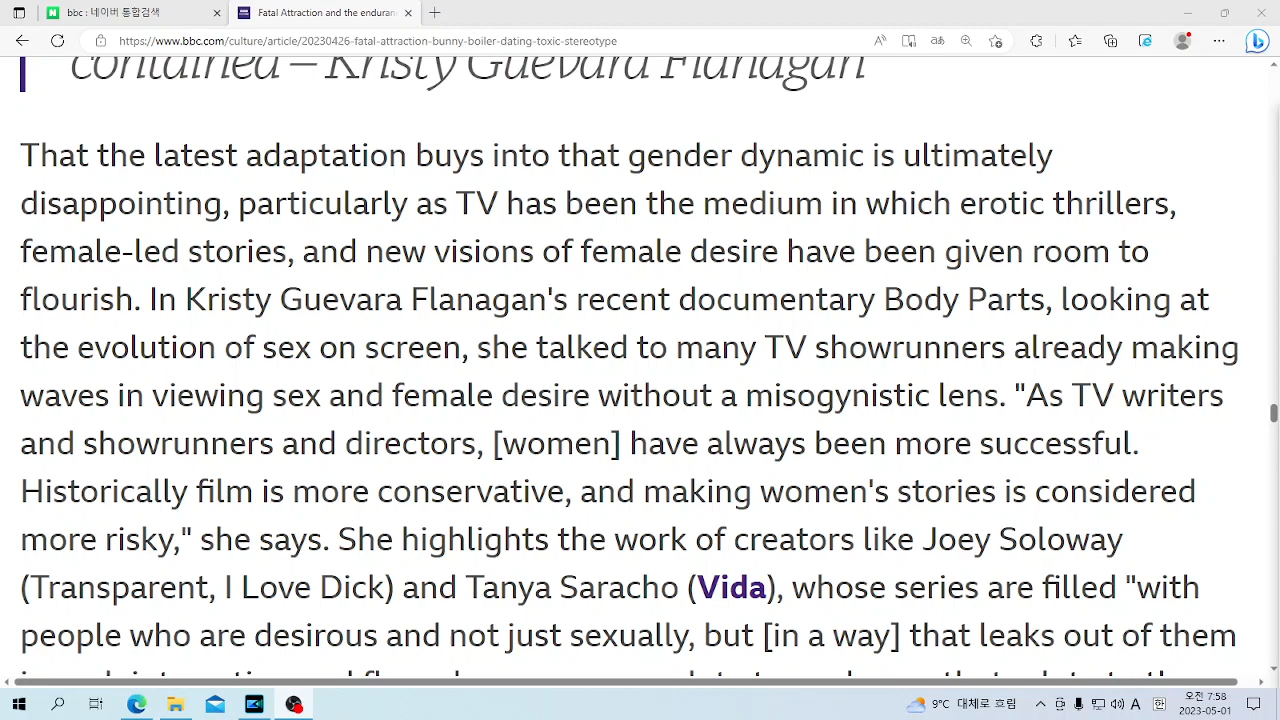 bbc : 네이버 통합검색
Fatal Attraction and the enduran
https://www.bbc.com/culture/article/20230426-fatal-attraction-bunny-boiler-dating-toxic-stereotype
contained – Kristy Guevara Flanagan
That the latest adaptation buys into that gender dynamic is ultimately
disappointing, particularly as TV has been the medium in which erotic thrillers,
female-led stories, and new visions of female desire have been given room to
flourish. In Kristy Guevara Flanagan's recent documentary Body Parts, looking at
the evolution of sex on screen, she talked to many TV showrunners already making
waves in viewing sex and female desire without a misogynistic lens. "As TV writers
and showrunners and directors, [women] have always been more successful.
Historically film is more conservative, and making women's stories is considered
more risky," she says. She highlights the work of creators like Joey Soloway
(Transparent, I Love Dick) and Tanya Saracho (Vida), whose series are filled "with
people who are desirous and not just sexually, but [in a way] that leaks out of them
9°C 대체로 흐림
A
오전 7:58
2023-05-01